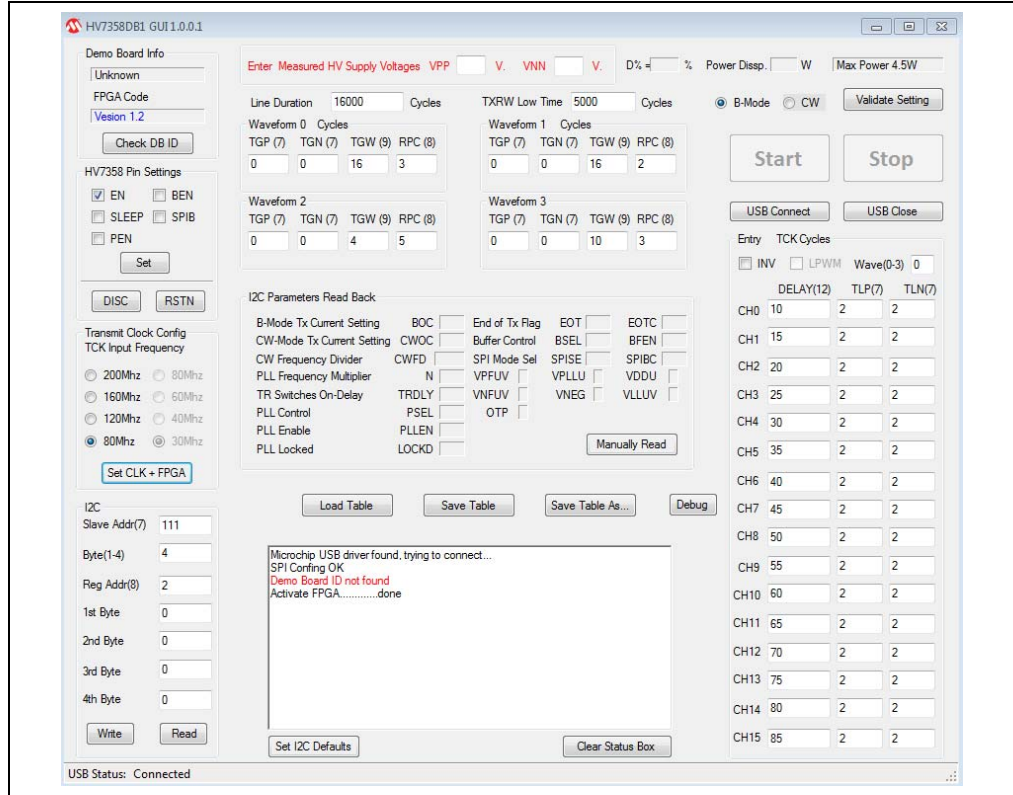 HV7358DB1 GUI 1.0.0.1
Demo Board Info
Unknown
FPGA Code
Vesion 1.2
Check DB ID
HV7358 Pin Settings
EN BEN
SLEEP SPIB
PEN
Set
DISC RSTN
Transmit Clock Config
TCK Input Frequency
200Mhz 80Mhz
160Mhz 60Mhz
120Mhz 40Mhz
80Mhz 30Mhz
Set CLK + FPGA
I2C
Slave Addr(7) 111
Byte(1-4) 4
Reg Addr(8) 2
1st Byte 0
2nd Byte 0
3rd Byte 0
4th Byte 0
Write Read
Enter Measured HV Supply Voltages VPP V. VNN V. D% = % Power Dissp. W Max Power 4.5W
Line Duration 16000 Cycles TXRW Low Time 5000 Cycles B-Mode CW Validate Setting
Waveform 0 Cycles
TGP (7) TGN (7) TGW (9) RPC (8)
0 0 16 3
Waveform 1 Cycles
TGP (7) TGN (7) TGW (9) RPC (8)
0 0 16 2
Waveform 2
TGP (7) TGN (7) TGW (9) RPC (8)
0 0 4 5
Waveform 3
TGP (7) TGN (7) TGW (9) RPC (8)
0 0 10 3
I2C Parameters Read Back
B-Mode Tx Current Setting BOC End of Tx Flag EOT EOTC
CW-Mode Tx Current Setting CWOC Buffer Control BSEL BFEN
CW Frequency Divider CWFD SPI Mode Sel SPISE SPIBC
PLL Frequency Multiplier N VPFUV VPLLU VDDU
TR Switches On-Delay TRDLY VNFUV VNEG VLLUV
PLL Control PSEL OTP
PLL Enable PLLEN
PLL Locked LOCKD
Manually Read
Load Table Save Table Save Table As... Debug
Microchip USB driver found, trying to connect...
SPI Confing OK
Demo Board ID not found
Activate FPGA.............done
Set I2C Defaults Clear Status Box
Start Stop
USB Connect USB Close
Entry TCK Cycles
INV LPWM Wave(0-3) 0
DELAY(12) TLP(7) TLN(7)
CH0 10 2 2
CH1 15 2 2
CH2 20 2 2
CH3 25 2 2
CH4 30 2 2
CH5 35 2 2
CH6 40 2 2
CH7 45 2 2
CH8 50 2 2
CH9 55 2 2
CH10 60 2 2
CH11 65 2 2
CH12 70 2 2
CH13 75 2 2
CH14 80 2 2
CH15 85 2 2
USB Status: Connected